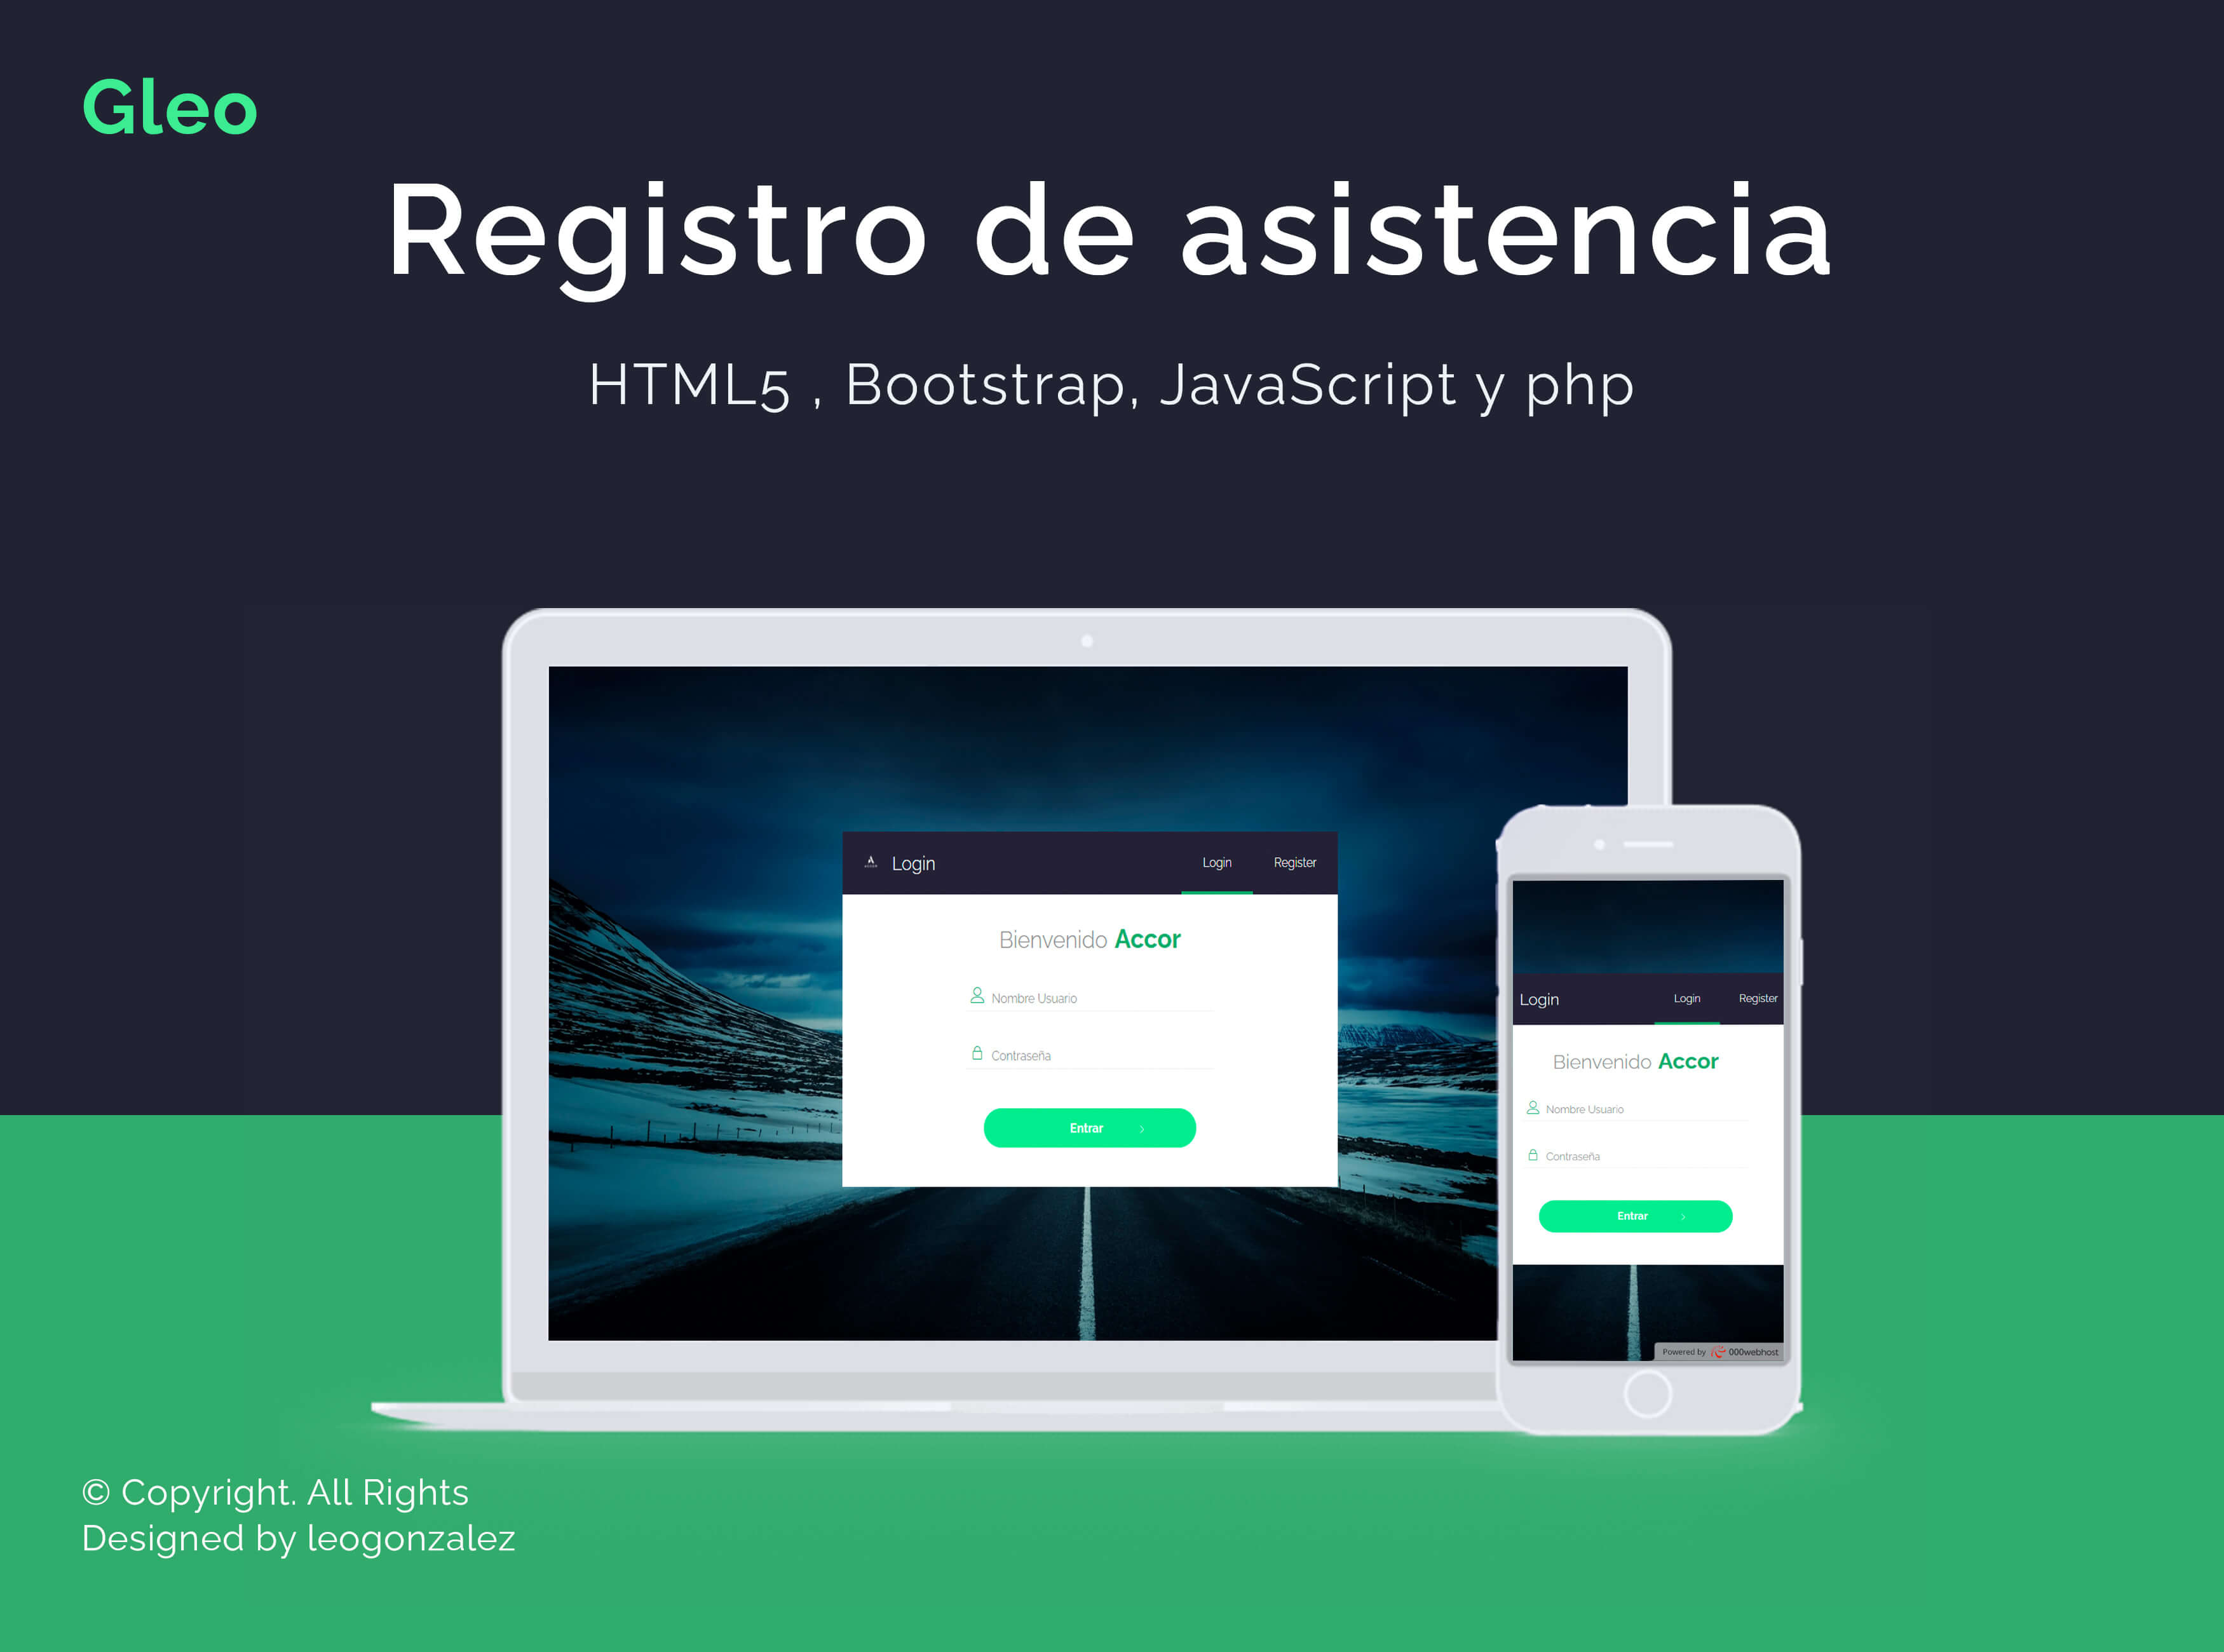 Gleo
Registro de asistencia
HTML5 , Bootstrap, JavaScript y php
Login
Login Register
Bienvenido Accor
Nombre Usuario
Contraseña
Entrar
Login
Login Register
Bienvenido Accor
Nombre Usuario
Contraseña
Entrar
Powered by 000webhost
© Copyright. All Rights
Designed by leogonzalez